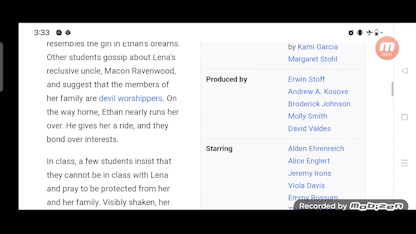 3:33
resembles the girl in Ethan's dreams.
Other students gossip about Lena's
reclusive uncle, Macon Ravenwood,
and suggest that the members of
her family are devil worshippers. On
the way home, Ethan nearly runs her
over. He gives her a ride, and they
bond over interests.
In class, a few students insist that
they cannot be in class with Lena
and pray to be protected from her
and her family. Visibly shaken, her
by Kami Garcia
Margaret Stohl
Produced by
Erwin Stoff
Andrew A. Kosove
Broderick Johnson
Molly Smith
David Valdes
Starring
Alden Ehrenreich
Alice Englert
Jeremy Irons
Viola Davis
Emmy Rossum
Recorded by
Mobizen